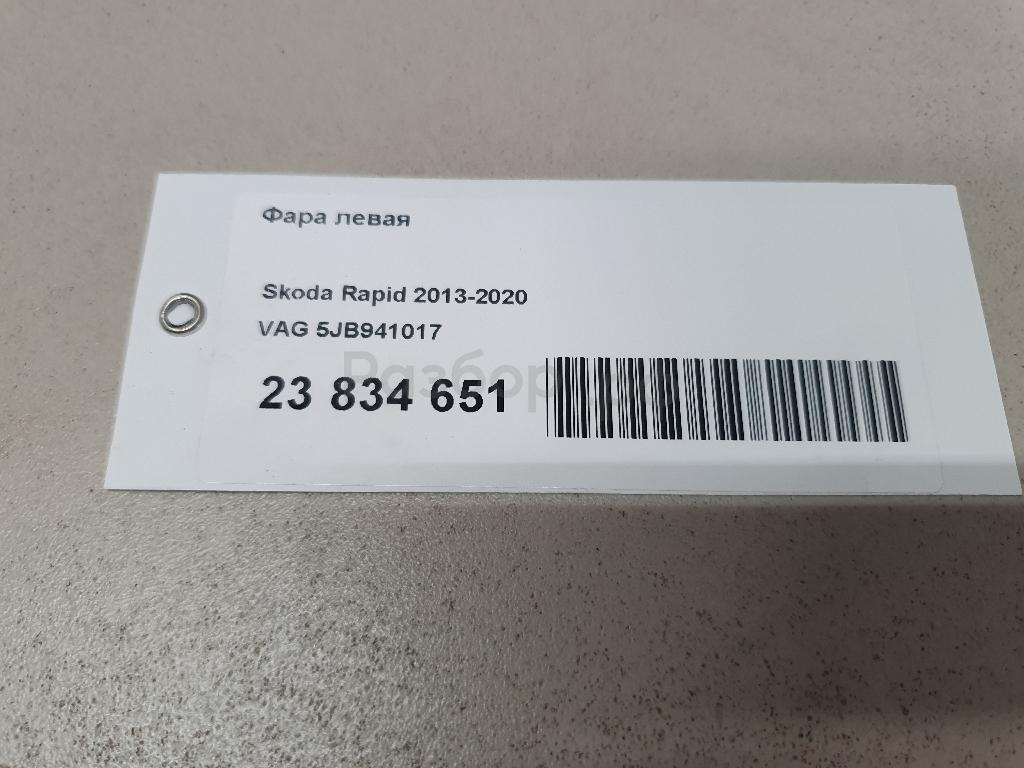 Фара левая
Skoda Rapid 2013-2020
VAG 5JB941017
23 834 651